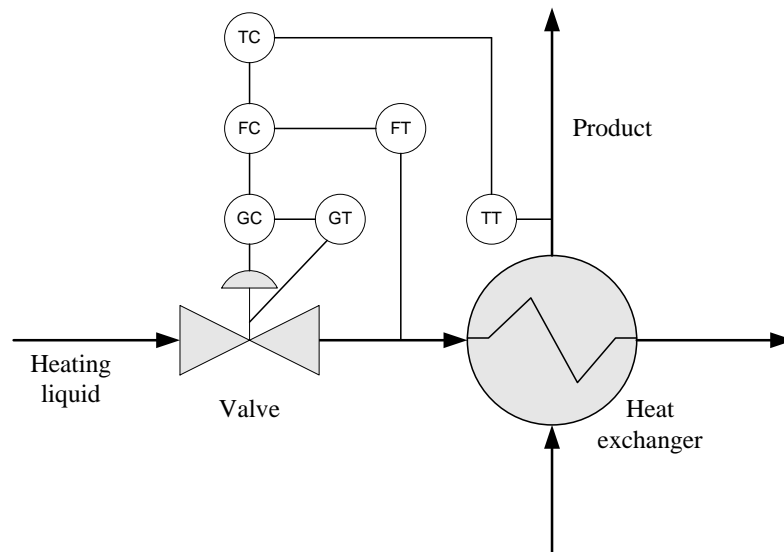 TC
FC
FT
Product
GC
GT
TT
Heating
liquid
Valve
Heat
exchanger